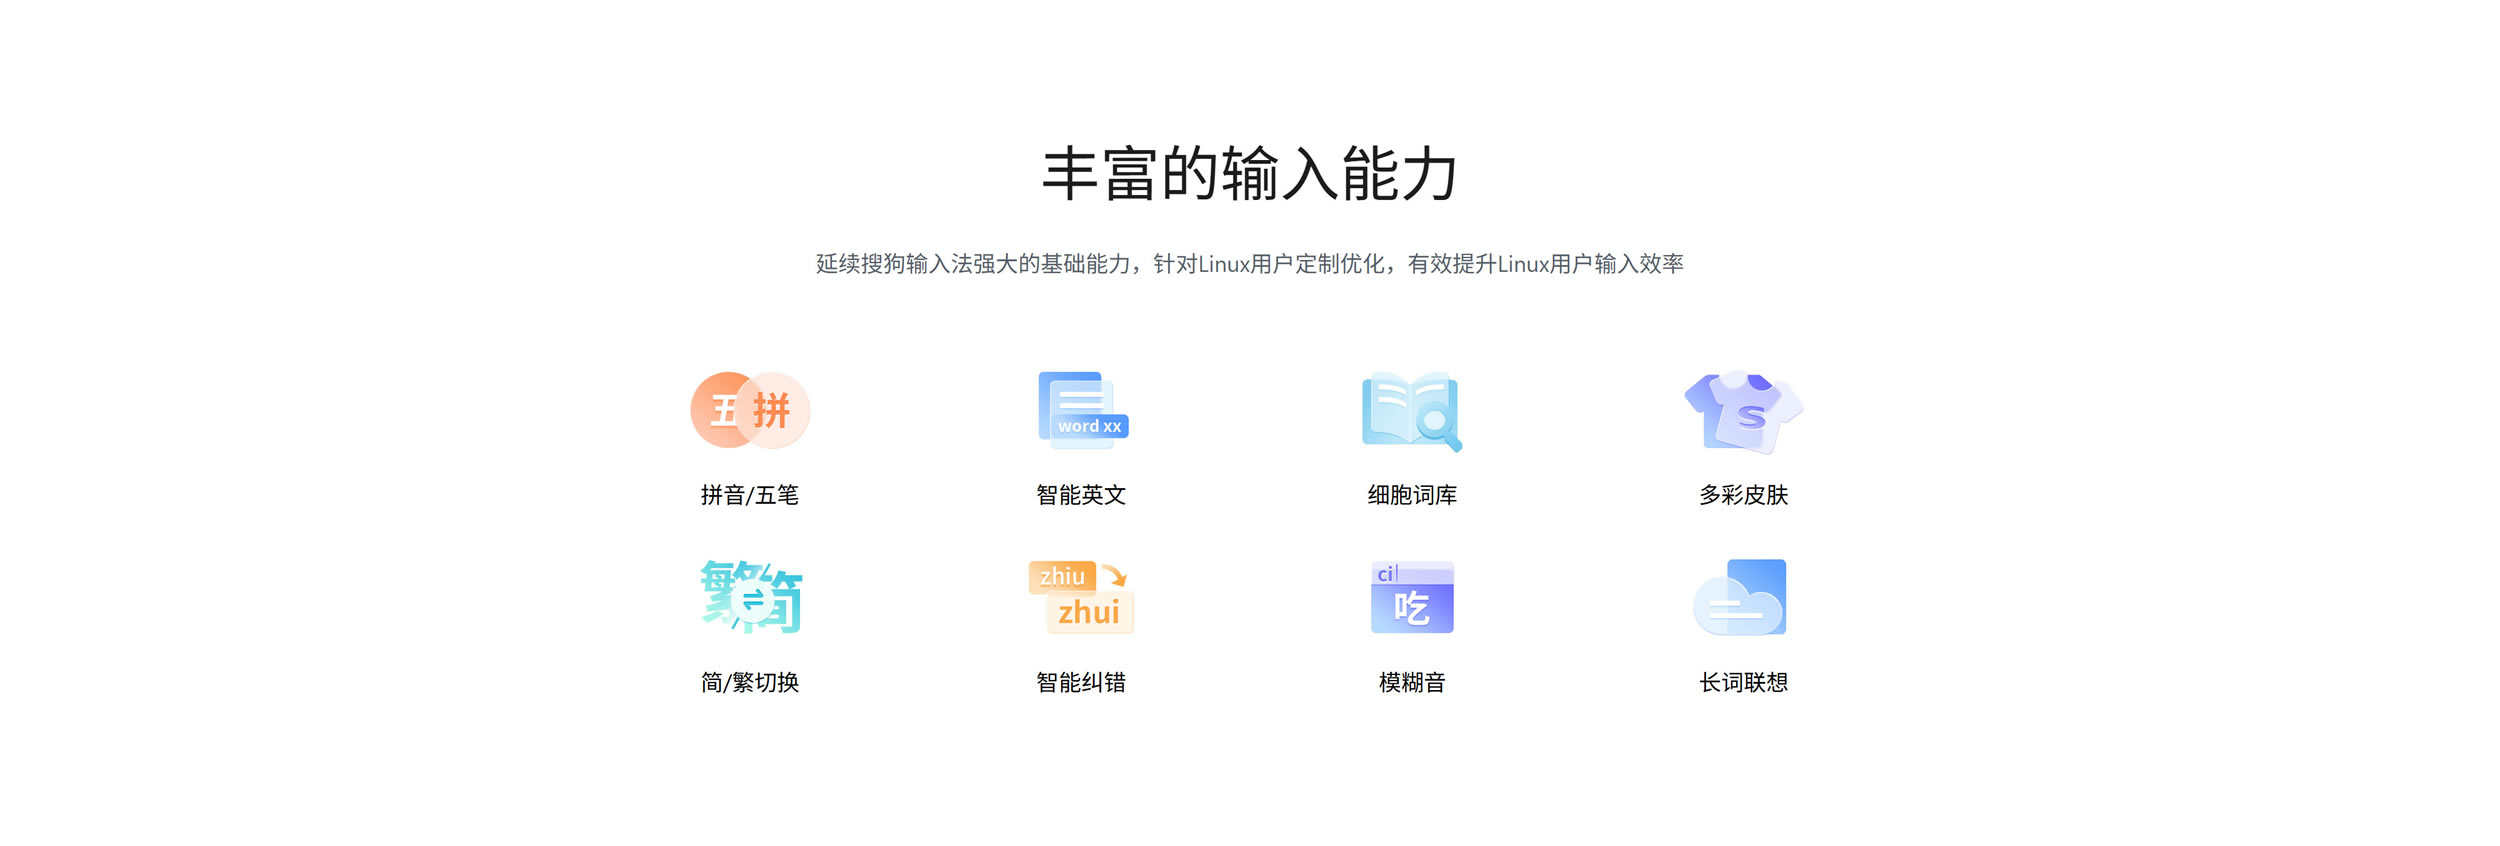 丰富的输入能力
延续搜狗输入法强大的基础能力，针对Linux用户定制优化，有效提升Linux用户输入效率
五 拼
word xx
S
拼音/五笔
智能英文
细胞词库
多彩皮肤
繁 简
zhiu
zhui
ci
吃
简/繁切换
智能纠错
模糊音
长词联想